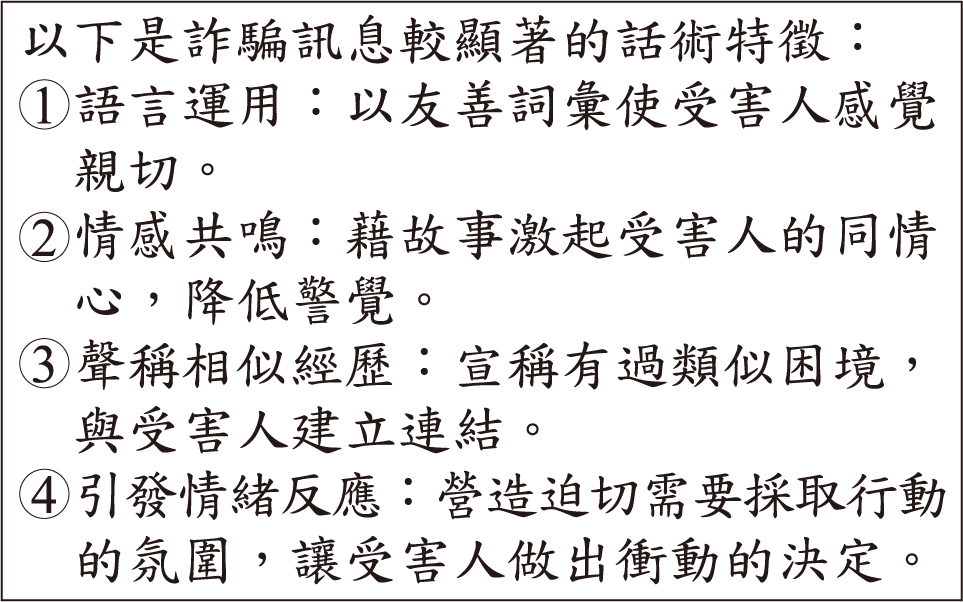 以下是詐騙訊息較顯著的話術特徵：
①語言運用：以友善詞彙使受害人感覺
親切。
②情感共鳴：藉故事激起受害人的同情
心，降低警覺。
③聲稱相似經歷：宣稱有過類似困境，
與受害人建立連結。
④引發情緒反應：營造迫切需要採取行動
的氛圍，讓受害人做出衝動的決定。